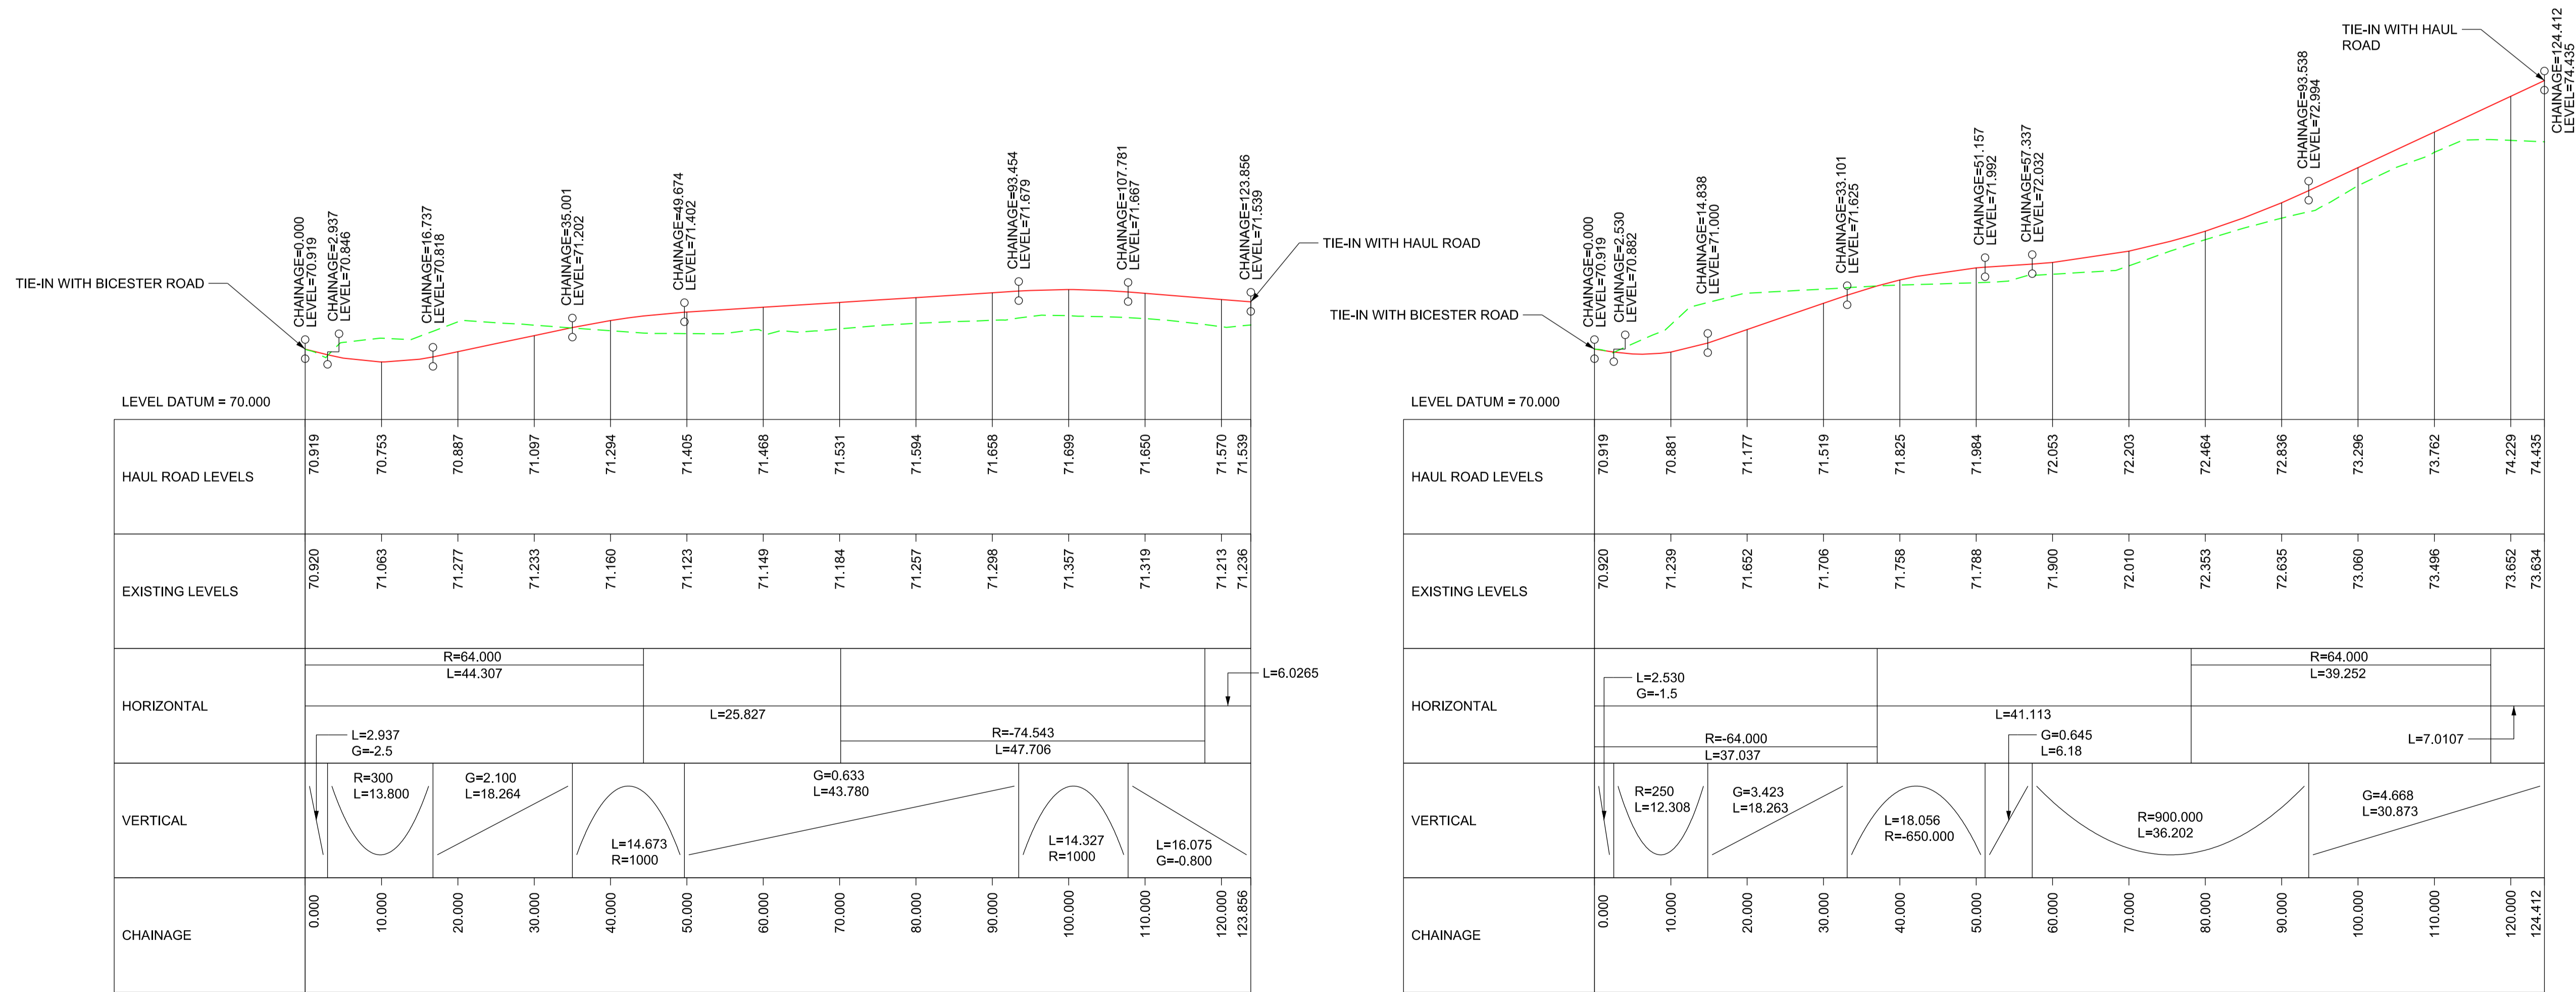 TIE-IN WITH BICESTER ROAD
CHAINAGE=0.000
LEVEL=70.919
CHAINAGE=2.937
LEVEL=70.846
CHAINAGE=16.737
LEVEL=70.818
CHAINAGE=35.001
LEVEL=71.202
CHAINAGE=49.674
LEVEL=71.402
CHAINAGE=93.454
LEVEL=71.679
CHAINAGE=107.781
LEVEL=71.667
CHAINAGE=123.856
LEVEL=71.539
TIE-IN WITH HAUL ROAD
LEVEL DATUM = 70.000
HAUL ROAD LEVELS
70.919
70.753
70.887
71.097
71.294
71.405
71.468
71.531
71.594
71.658
71.699
71.650
71.570
71.539
EXISTING LEVELS
70.920
71.063
71.277
71.233
71.160
71.123
71.149
71.184
71.257
71.298
71.357
71.319
71.213
71.236
HORIZONTAL
R=64.000
L=44.307
L=25.827
R=-74.543
L=47.706
L=6.0265
L=2.937
G=-2.5
VERTICAL
R=300
L=13.800
G=2.100
L=18.264
L=14.673
R=1000
G=0.633
L=43.780
L=14.327
R=1000
L=16.075
G=-0.800
CHAINAGE
0.000
10.000
20.000
30.000
40.000
50.000
60.000
70.000
80.000
90.000
100.000
110.000
120.000
123.856
TIE-IN WITH BICESTER ROAD
CHAINAGE=0.000
LEVEL=70.919
CHAINAGE=2.530
LEVEL=70.882
CHAINAGE=14.838
LEVEL=71.000
CHAINAGE=33.101
LEVEL=71.625
CHAINAGE=51.157
LEVEL=71.992
CHAINAGE=57.337
LEVEL=72.032
CHAINAGE=93.538
LEVEL=72.994
TIE-IN WITH HAUL
ROAD
CHAINAGE=124.412
LEVEL=74.435
LEVEL DATUM = 70.000
HAUL ROAD LEVELS
70.919
70.881
71.177
71.519
71.825
71.984
72.053
72.203
72.464
72.836
73.296
73.762
74.229
74.435
EXISTING LEVELS
70.920
71.239
71.652
71.706
71.758
71.788
71.900
72.010
72.353
72.635
73.060
73.496
73.652
73.634
HORIZONTAL
L=2.530
G=-1.5
R=-64.000
L=37.037
L=41.113
G=0.645
L=6.18
R=64.000
L=39.252
L=7.0107
VERTICAL
R=250
L=12.308
G=3.423
L=18.263
L=18.056
R=-650.000
R=900.000
L=36.202
G=4.668
L=30.873
CHAINAGE
0.000
10.000
20.000
30.000
40.000
50.000
60.000
70.000
80.000
90.000
100.000
110.000
120.000
124.412